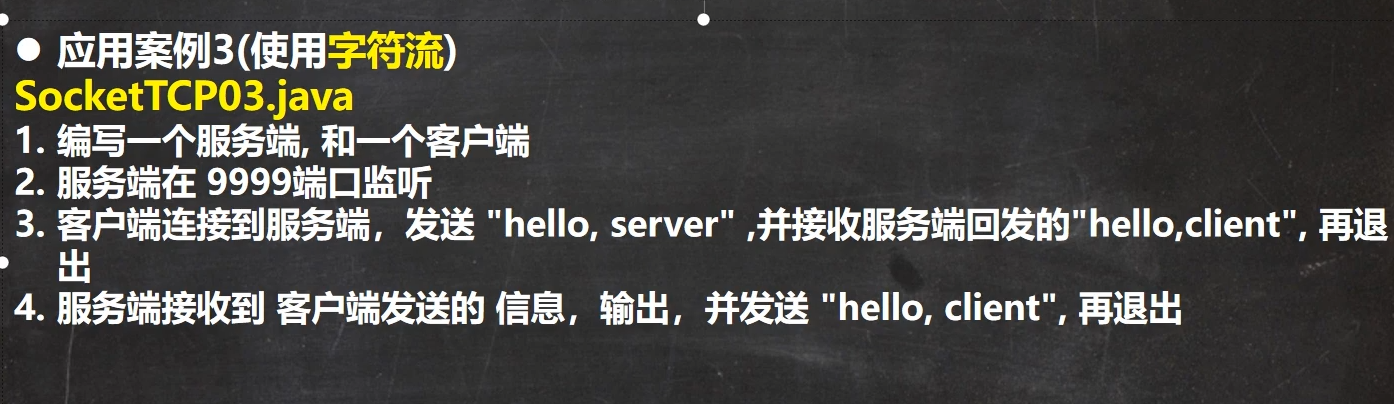 ● 应用案例3(使用字符流)
SocketTCP03.java
1. 编写一个服务端, 和一个客户端
2. 服务端在 9999端口监听
3. 客户端连接到服务端，发送 "hello, server" ,并接收服务端回发的"hello,client", 再退
出
4. 服务端接收到 客户端发送的 信息，输出，并发送 "hello, client", 再退出